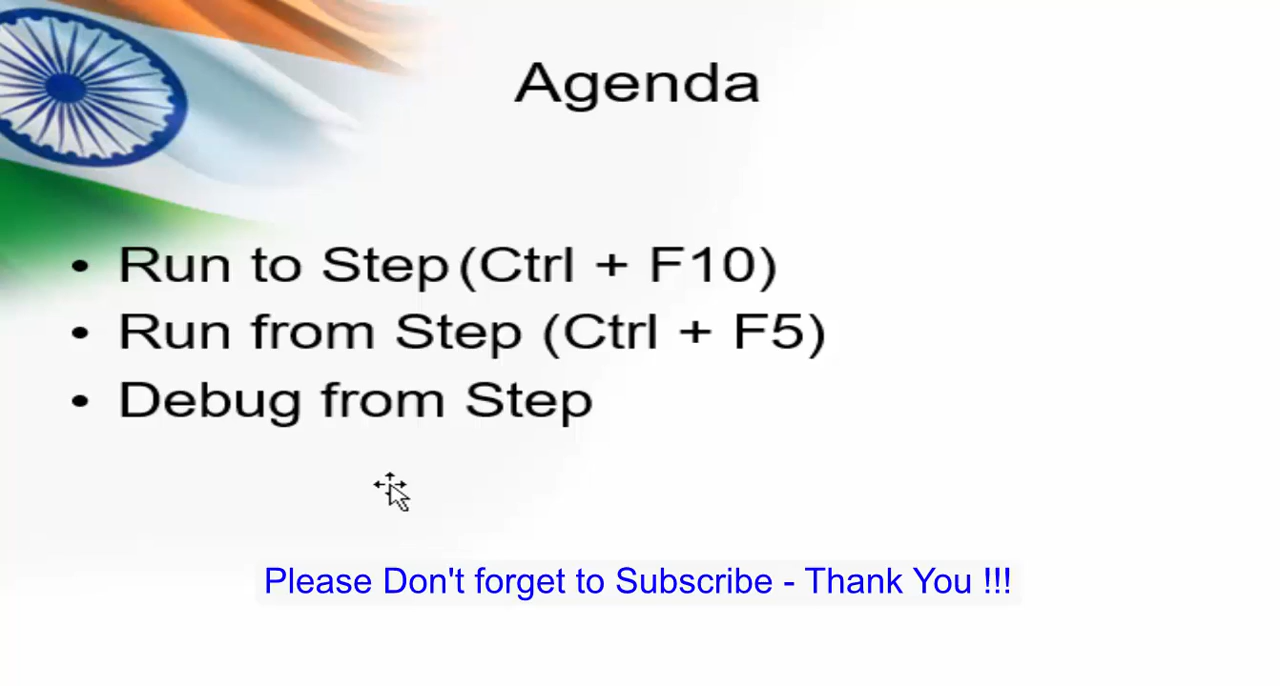 Agenda
• Run to Step (Ctrl + F10)
• Run from Step (Ctrl + F5)
• Debug from Step
Please Don't forget to Subscribe - Thank You !!!